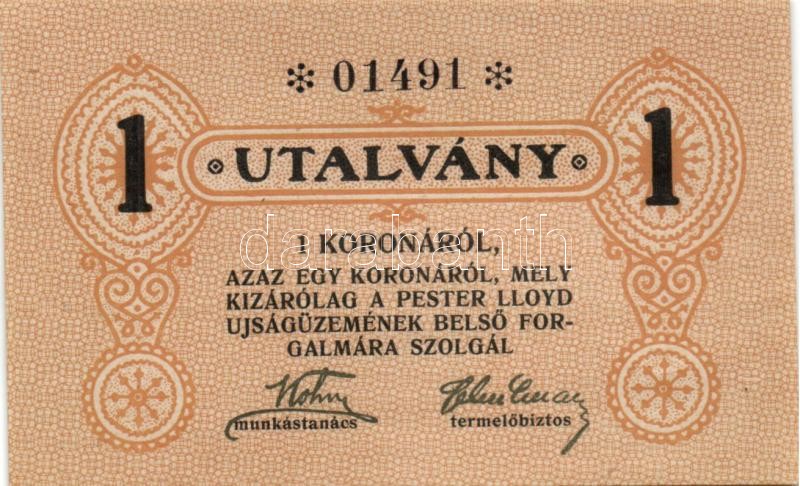 * 01491 *
1 UTALVÁNY 1
1 KORONÁRÓL,
AZAZ EGY KORONÁRÓL, MELY
KIZÁRÓLAG A PESTER LLOYD
UJSÁGÜZEMÉNEK BELSŐ FOR-
GALMÁRA SZOLGÁL
munkástanács termelőbiztos
darabanth